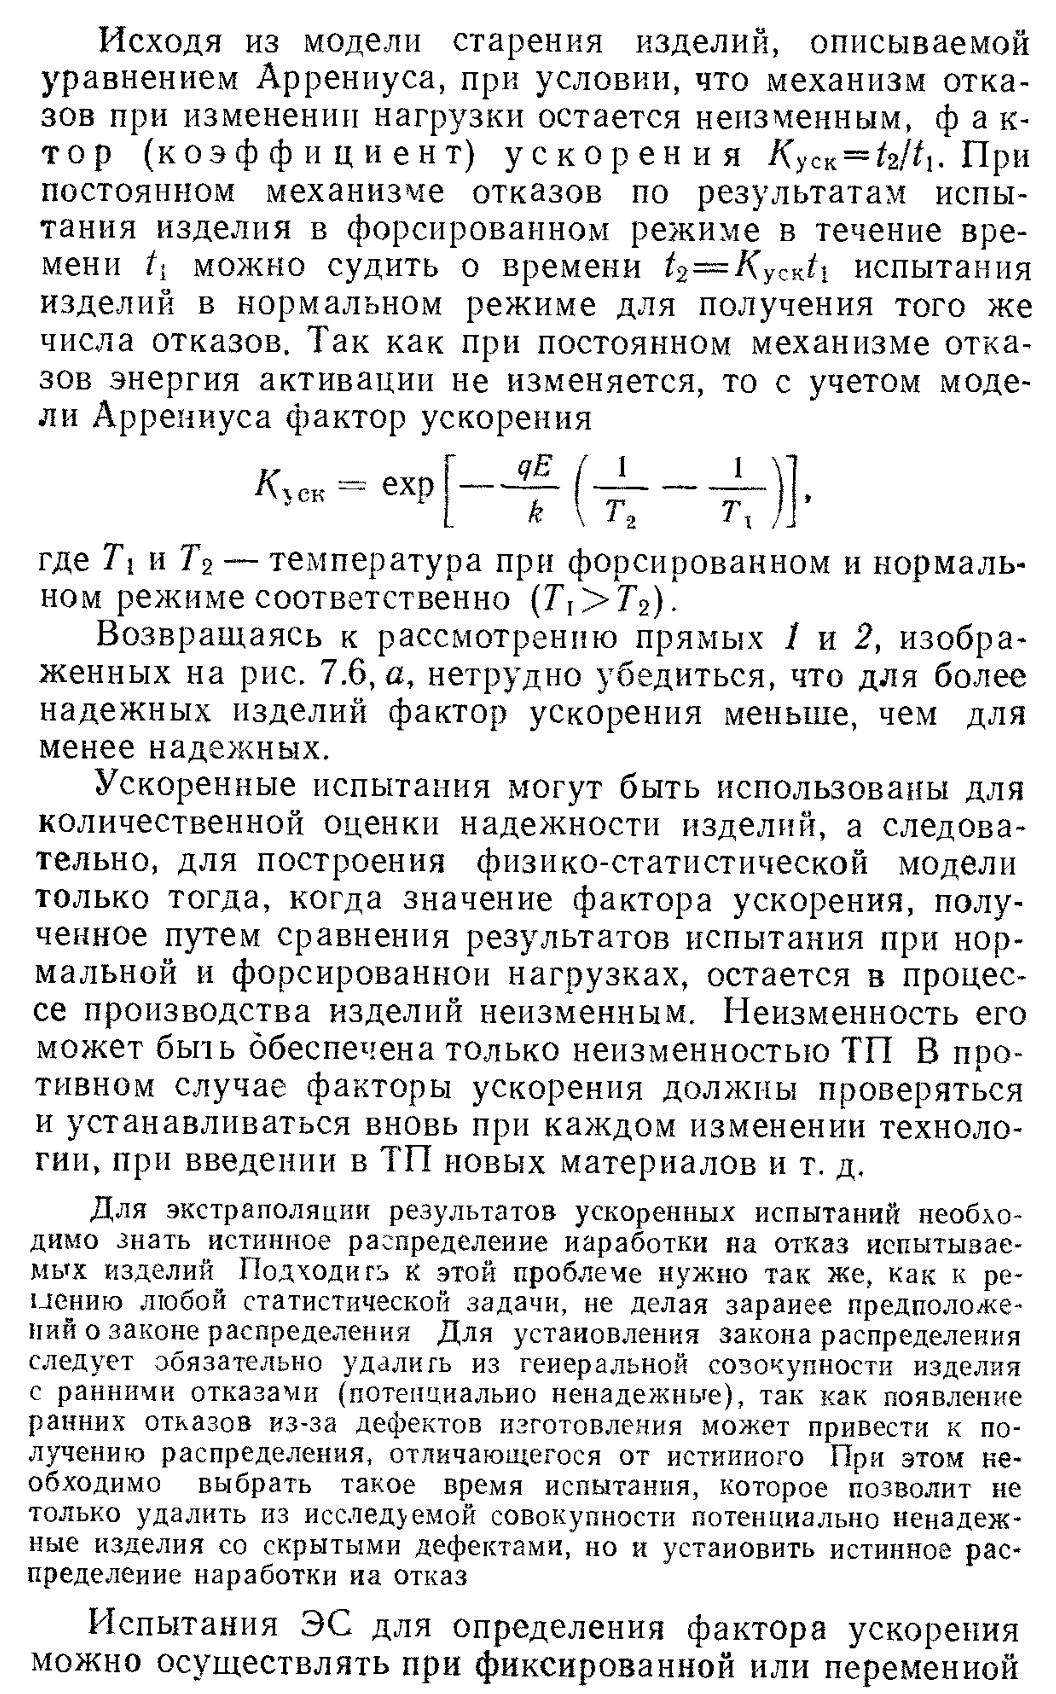 Исходя из модели старения изделий, описываемой
уравнением Аррениуса, при условии, что механизм отка-
зов при изменении нагрузки остается неизменным, фак-
тор (коэффициент) ускорения Kуск=t₂/t₁. При
постоянном механизме отказов по результатам испы-
тания изделия в форсированном режиме в течение вре-
мени t₁ можно судить о времени t₂=Kускt₁ испытания
изделий в нормальном режиме для получения того же
числа отказов. Так как при постоянном механизме отка-
зов энергия активации не изменяется, то с учетом моде-
ли Аррениуса фактор ускорения
Kуск = exp[—qE/k (1/T₂ — 1/T₁)],
где T₁ и T₂ — температура при форсированном и нормаль-
ном режиме соответственно (T₁>T₂).
Возвращаясь к рассмотрению прямых 1 и 2, изобра-
женных на рис. 7.6, а, нетрудно убедиться, что для более
надежных изделий фактор ускорения меньше, чем для
менее надежных.
Ускоренные испытания могут быть использованы для
количественной оценки надежности изделий, а следова-
тельно, для построения физико-статистической модели
только тогда, когда значение фактора ускорения, полу-
ченное путем сравнения результатов испытания при нор-
мальной и форсированной нагрузках, остается в процес-
се производства изделий неизменным. Неизменность его
может быть обеспечена только неизменностью ТП В про-
тивном случае факторы ускорения должны проверяться
и устанавливаться вновь при каждом изменении техноло-
гии, при введении в ТП новых материалов и т. д.
Для экстраполяции результатов ускоренных испытаний необхо-
димо знать истинное распределение наработки на отказ испытывае-
мых изделий Подходить к этой проблеме нужно так же, как к ре-
шению любой статистической задачи, не делая заранее предположе-
ний о законе распределения Для установления закона распределения
следует обязательно удалить из генеральной совокупности изделия
с ранними отказами (потенциально ненадежные), так как появление
ранних отказов из-за дефектов изготовления может привести к по-
лучению распределения, отличающегося от истинного При этом не-
обходимо выбрать такое время испытания, которое позволит не
только удалить из исследуемой совокупности потенциально ненадеж-
ные изделия со скрытыми дефектами, но и установить истинное рас-
пределение наработки на отказ
Испытания ЭС для определения фактора ускорения
можно осуществлять при фиксированной или переменной